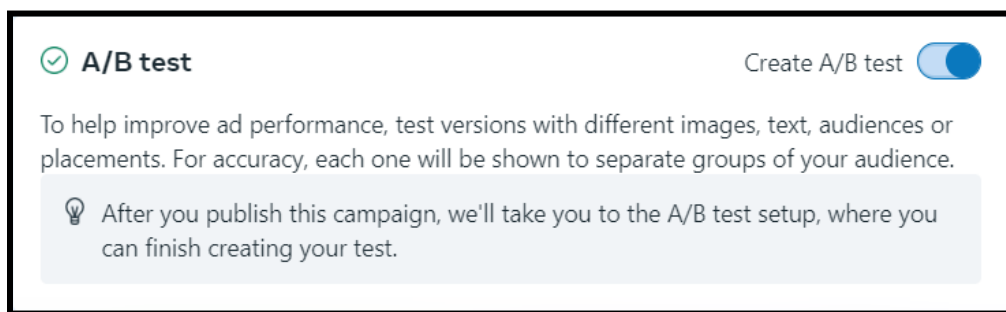 A/B test
Create A/B test
To help improve ad performance, test versions with different images, text, audiences or
placements. For accuracy, each one will be shown to separate groups of your audience.
After you publish this campaign, we'll take you to the A/B test setup, where you
can finish creating your test.